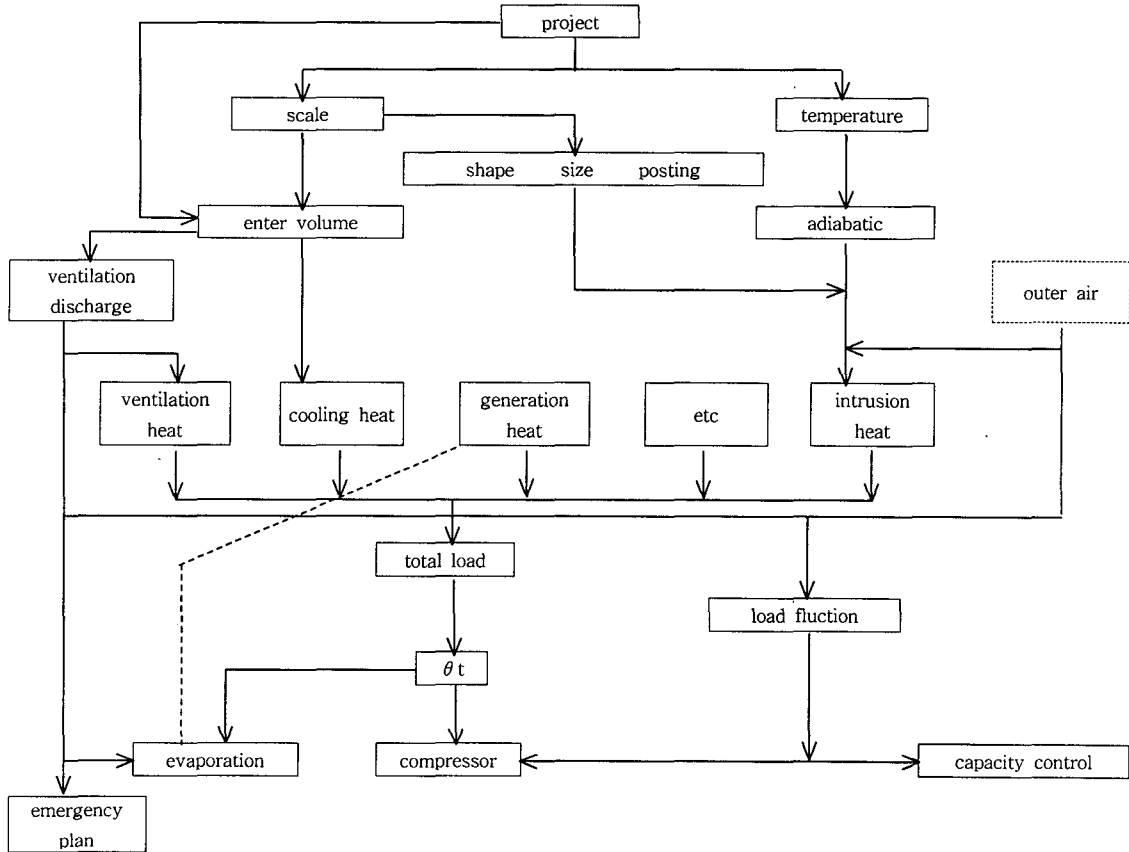 project
scale
temperature
shape size posting
enter volume
adiabatic
ventilation
discharge
outer air
ventilation
heat
cooling heat
generation
heat
etc
intrusion
heat
total load
load fluction
θt
evaporation
compressor
capacity control
emergency
plan